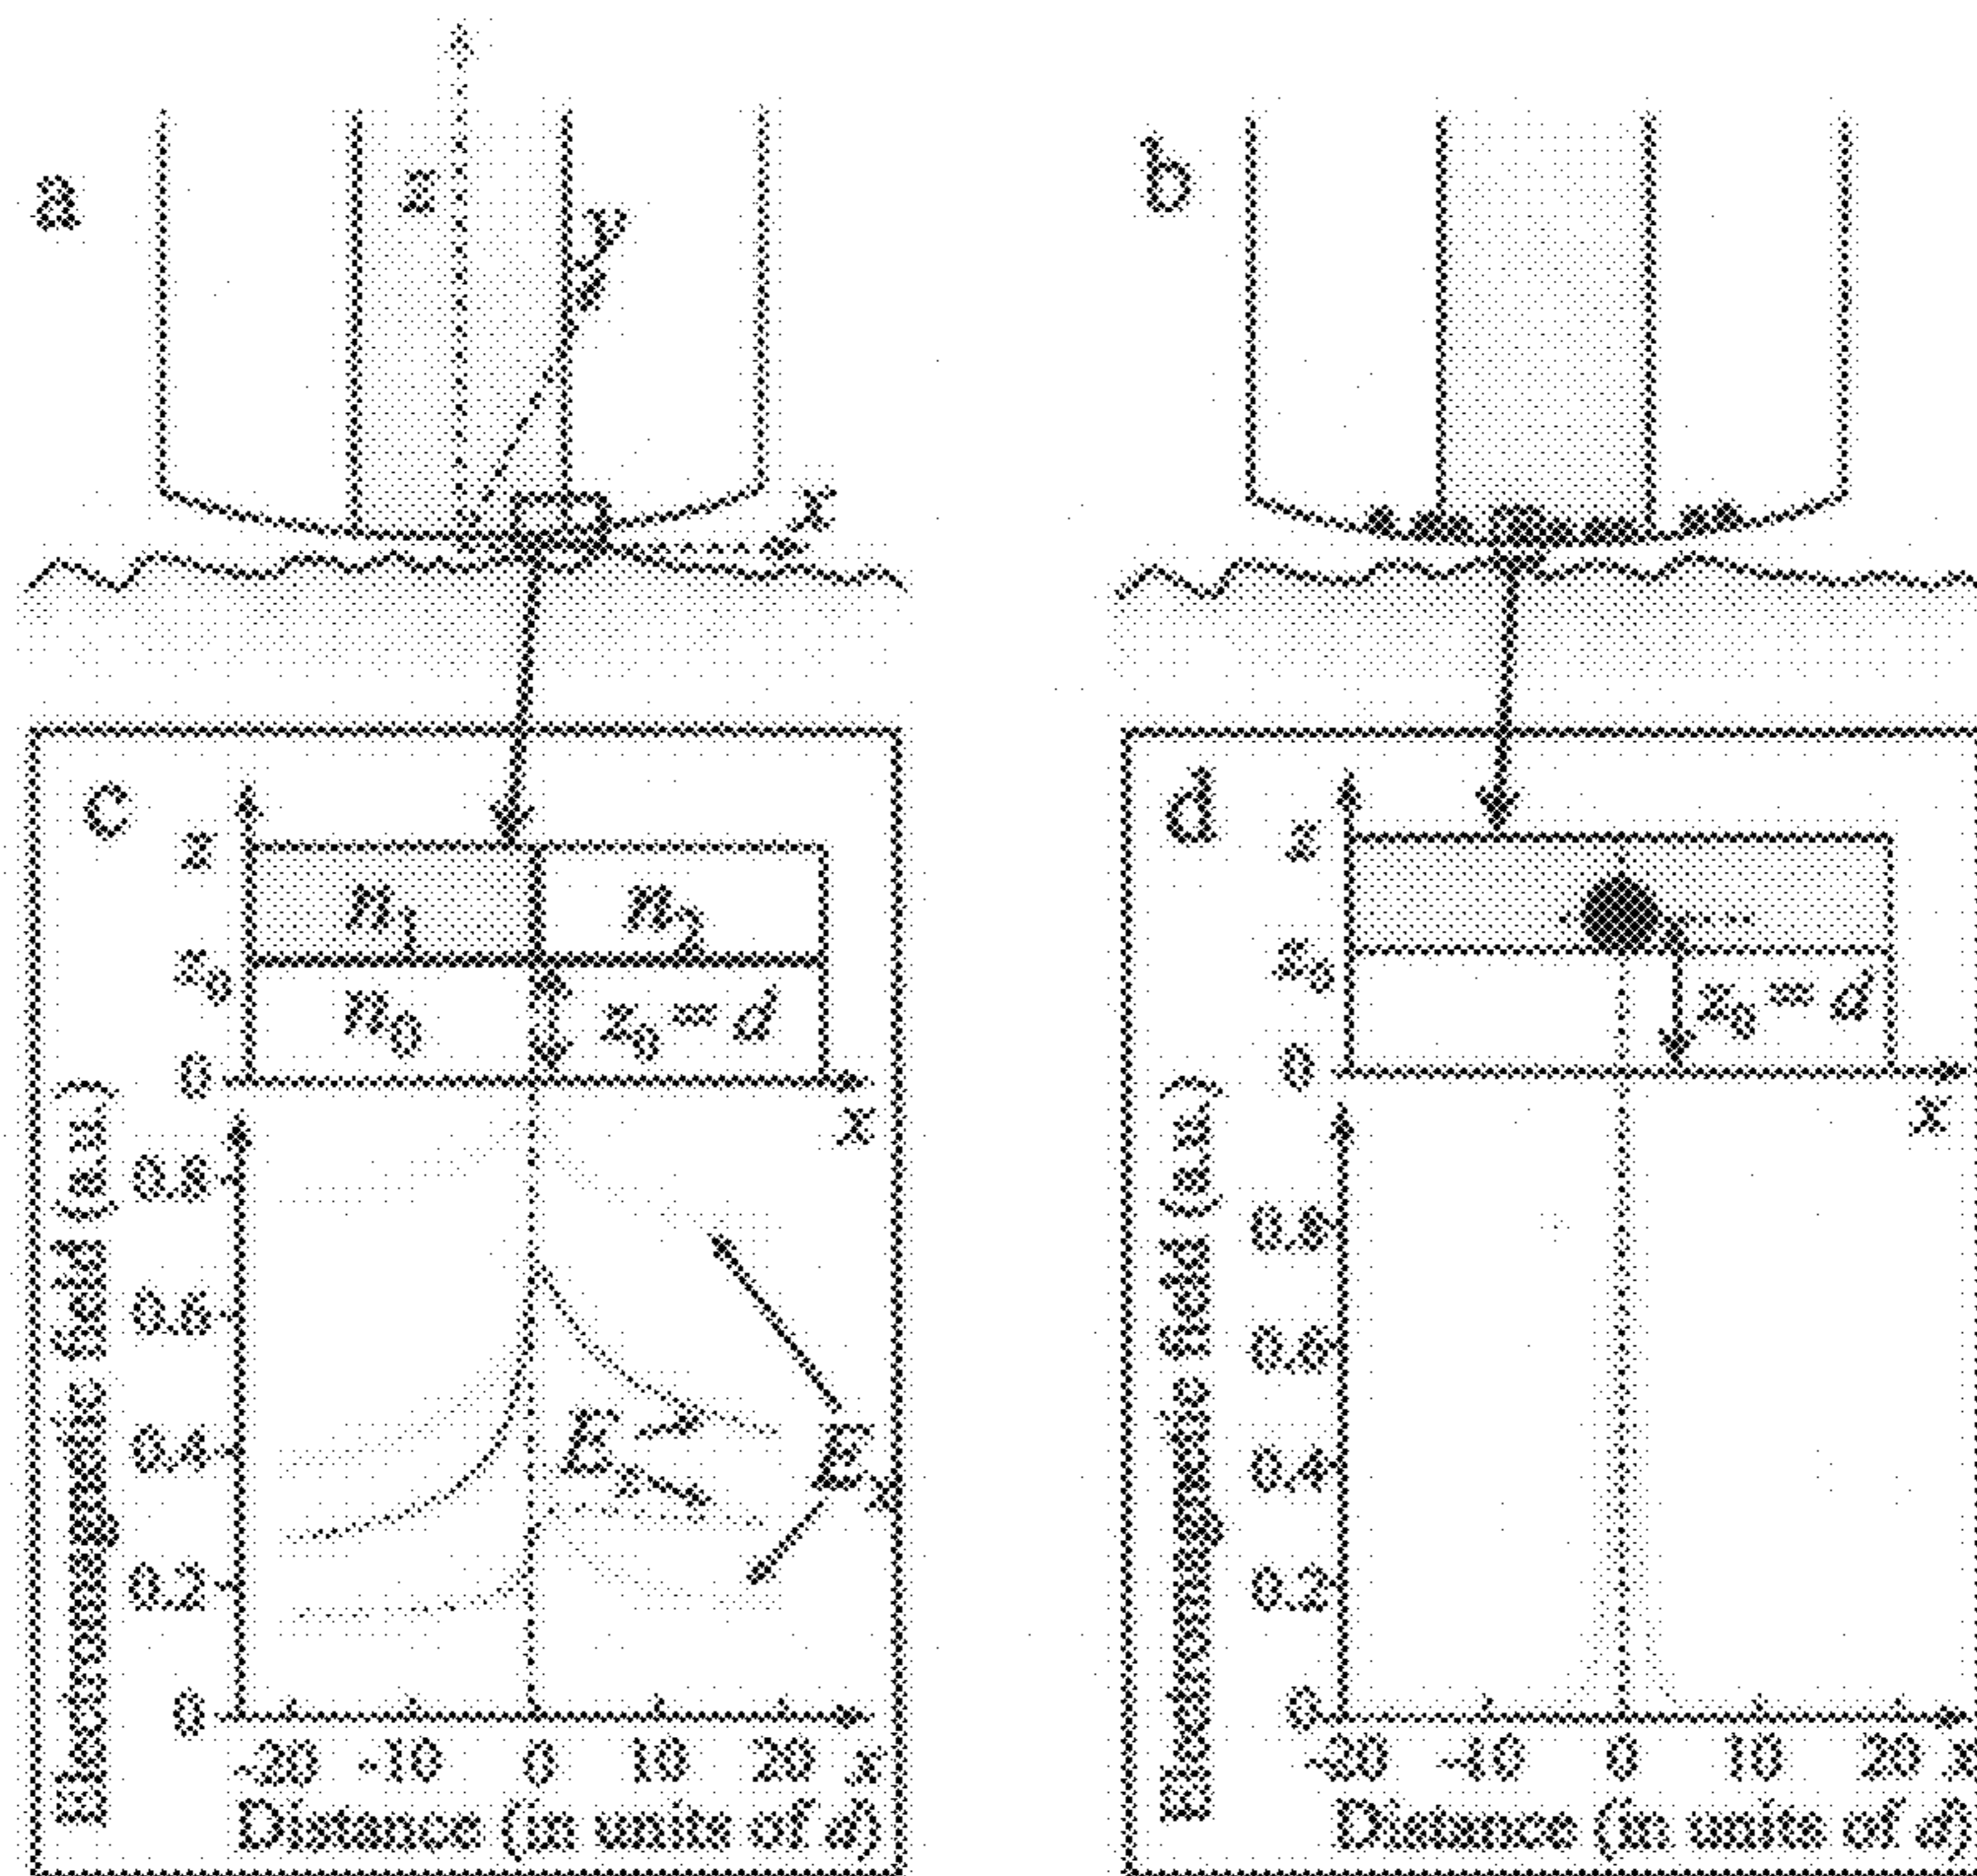 a
z
y
x
b
c
z
n1
n2
z0
n0
z0 = d
0
x
Electromagnetic field (a.u.)
0.8
0.6
0.4
0.2
0
Ez
Ex
-20 -10 0 10 20 x
Distance (in units of d)
d
z
z0
z0 = d
0
x
Electromagnetic field (a.u.)
0.8
0.6
0.4
0.2
0
-20 -10 0 10 20 x
Distance (in units of d)